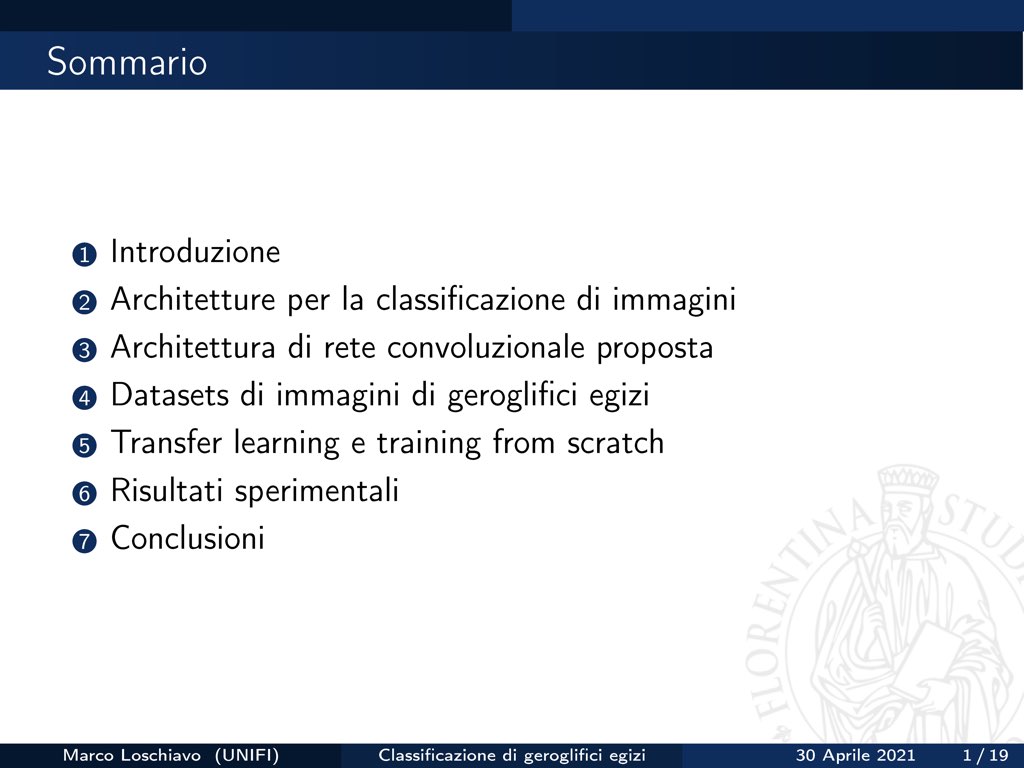 Sommario
1 Introduzione
2 Architetture per la classificazione di immagini
3 Architettura di rete convoluzionale proposta
4 Datasets di immagini di geroglifici egizi
5 Transfer learning e training from scratch
6 Risultati sperimentali
7 Conclusioni
FLORENTINA STUDI
Marco Loschiavo (UNIFI) Classificazione di geroglifici egizi 30 Aprile 2021 1 / 19